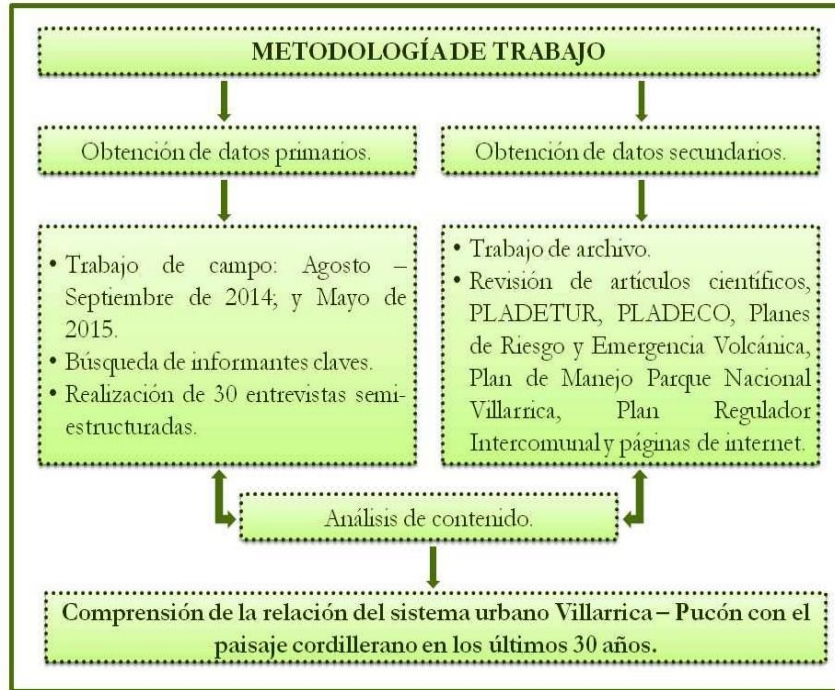 METODOLOGÍA DE TRABAJO
Obtención de datos primarios.
Obtención de datos secundarios.
• Trabajo de campo: Agosto –
Septiembre de 2014; y Mayo de
2015.
• Búsqueda de informantes claves.
• Realización de 30 entrevistas semi-
estructuradas.
• Trabajo de archivo.
• Revisión de artículos científicos,
PLADETUR, PLADECO, Planes
de Riesgo y Emergencia Volcánica,
Plan de Manejo Parque Nacional
Villarrica, Plan Regulador
Intercomunal y páginas de internet.
Análisis de contenido.
Comprensión de la relación del sistema urbano Villarrica – Pucón con el
paisaje cordillerano en los últimos 30 años.